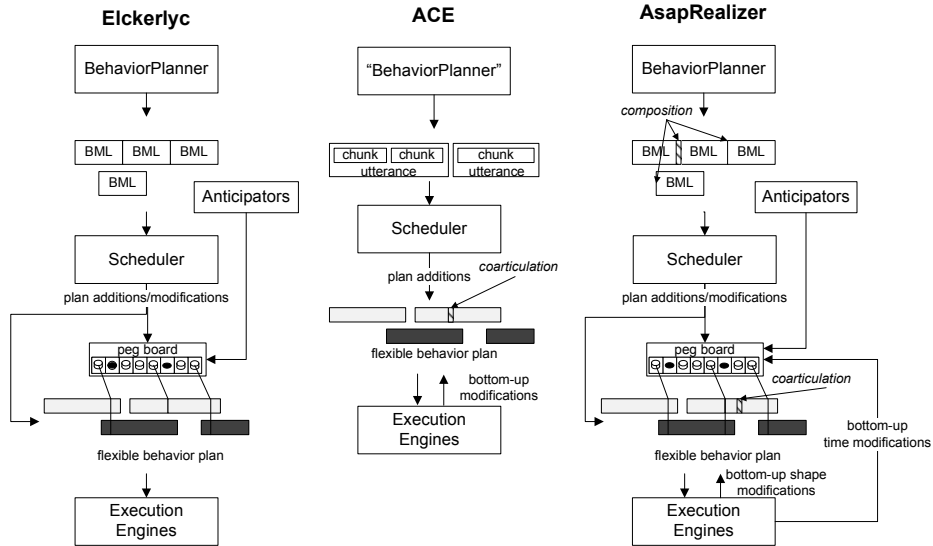 Elckerlyc
BehaviorPlanner
BML BML BML
BML
Anticipators
Scheduler
plan additions/modifications
peg board
flexible behavior plan
Execution
Engines
ACE
“BehaviorPlanner”
chunk chunk chunk
utterance utterance
Scheduler
plan additions
coarticulation
flexible behavior plan
bottom-up
modifications
Execution
Engines
AsapRealizer
BehaviorPlanner
composition
BML BML BML
BML
Anticipators
Scheduler
plan additions/modifications
peg board
coarticulation
bottom-up
time modifications
flexible behavior plan
bottom-up shape
modifications
Execution
Engines